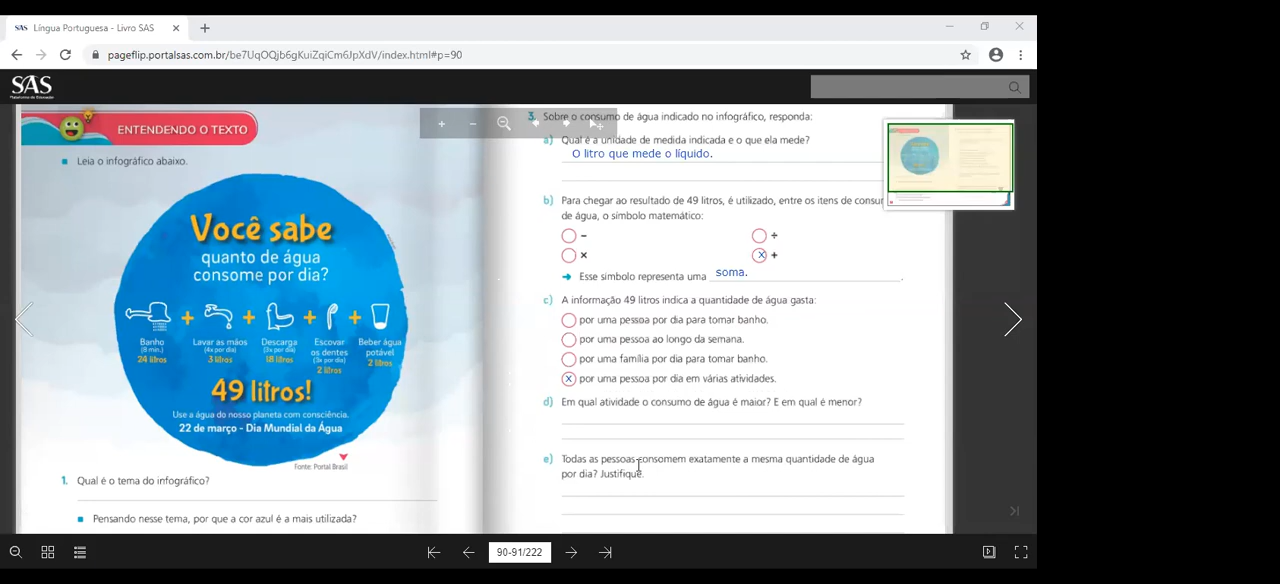 SAS Língua Portuguesa - Livro SAS
pageflip.portalsas.com.br/be7UqOQjb6gKuiZqiCm6JpXdV/index.html#p=90
SAS
ENTENDENDO O TEXTO
Leia o infográfico abaixo.
Você sabe
quanto de água
consome por dia?
Banho
(8 min.)
24 litros
+
Lavar as mãos
(4x por dia)
3 litros
+
Descarga
(3x por dia)
18 litros
+
Escovar
os dentes
(3x por dia)
2 litros
+
Beber água
potável
2 litros
49 litros!
Use a água do nosso planeta com consciência.
22 de março - Dia Mundial da Água
Fonte: Portal Brasil
1. Qual é o tema do infográfico?
Pensando nesse tema, por que a cor azul é a mais utilizada?
3. Sobre o consumo de água indicado no infográfico, responda:
a) Qual é a unidade de medida indicada e o que ela mede?
O litro que mede o líquido.
b) Para chegar ao resultado de 49 litros, é utilizado, entre os itens de
de água, o símbolo matemático:
– ÷
× X +
Esse símbolo representa uma soma. .
c) A informação 49 litros indica a quantidade de água gasta:
por uma pessoa por dia para tomar banho.
por uma pessoa ao longo da semana.
por uma família por dia para tomar banho.
X por uma pessoa por dia em várias atividades.
d) Em qual atividade o consumo de água é maior? E em qual é menor?
e) Todas as pessoas consomem exatamente a mesma quantidade de água
por dia? Justifique.
90-91/222